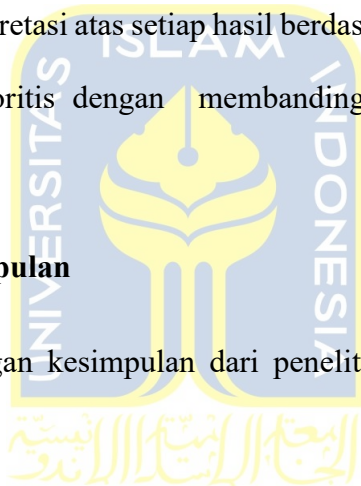 retasi atas setiap hasil berdas
ISLAM
oritis dengan membanding
UNIVERSITAS
INDONESIA
pulan
gan kesimpulan dari penelit